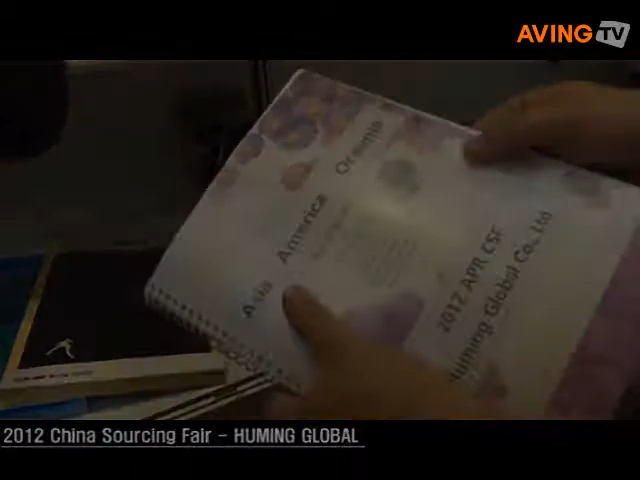 AVING TV
Asia America Oceania
2012 APR CSF
Huming Global Co., Ltd
2012 China Sourcing Fair - HUMING GLOBAL